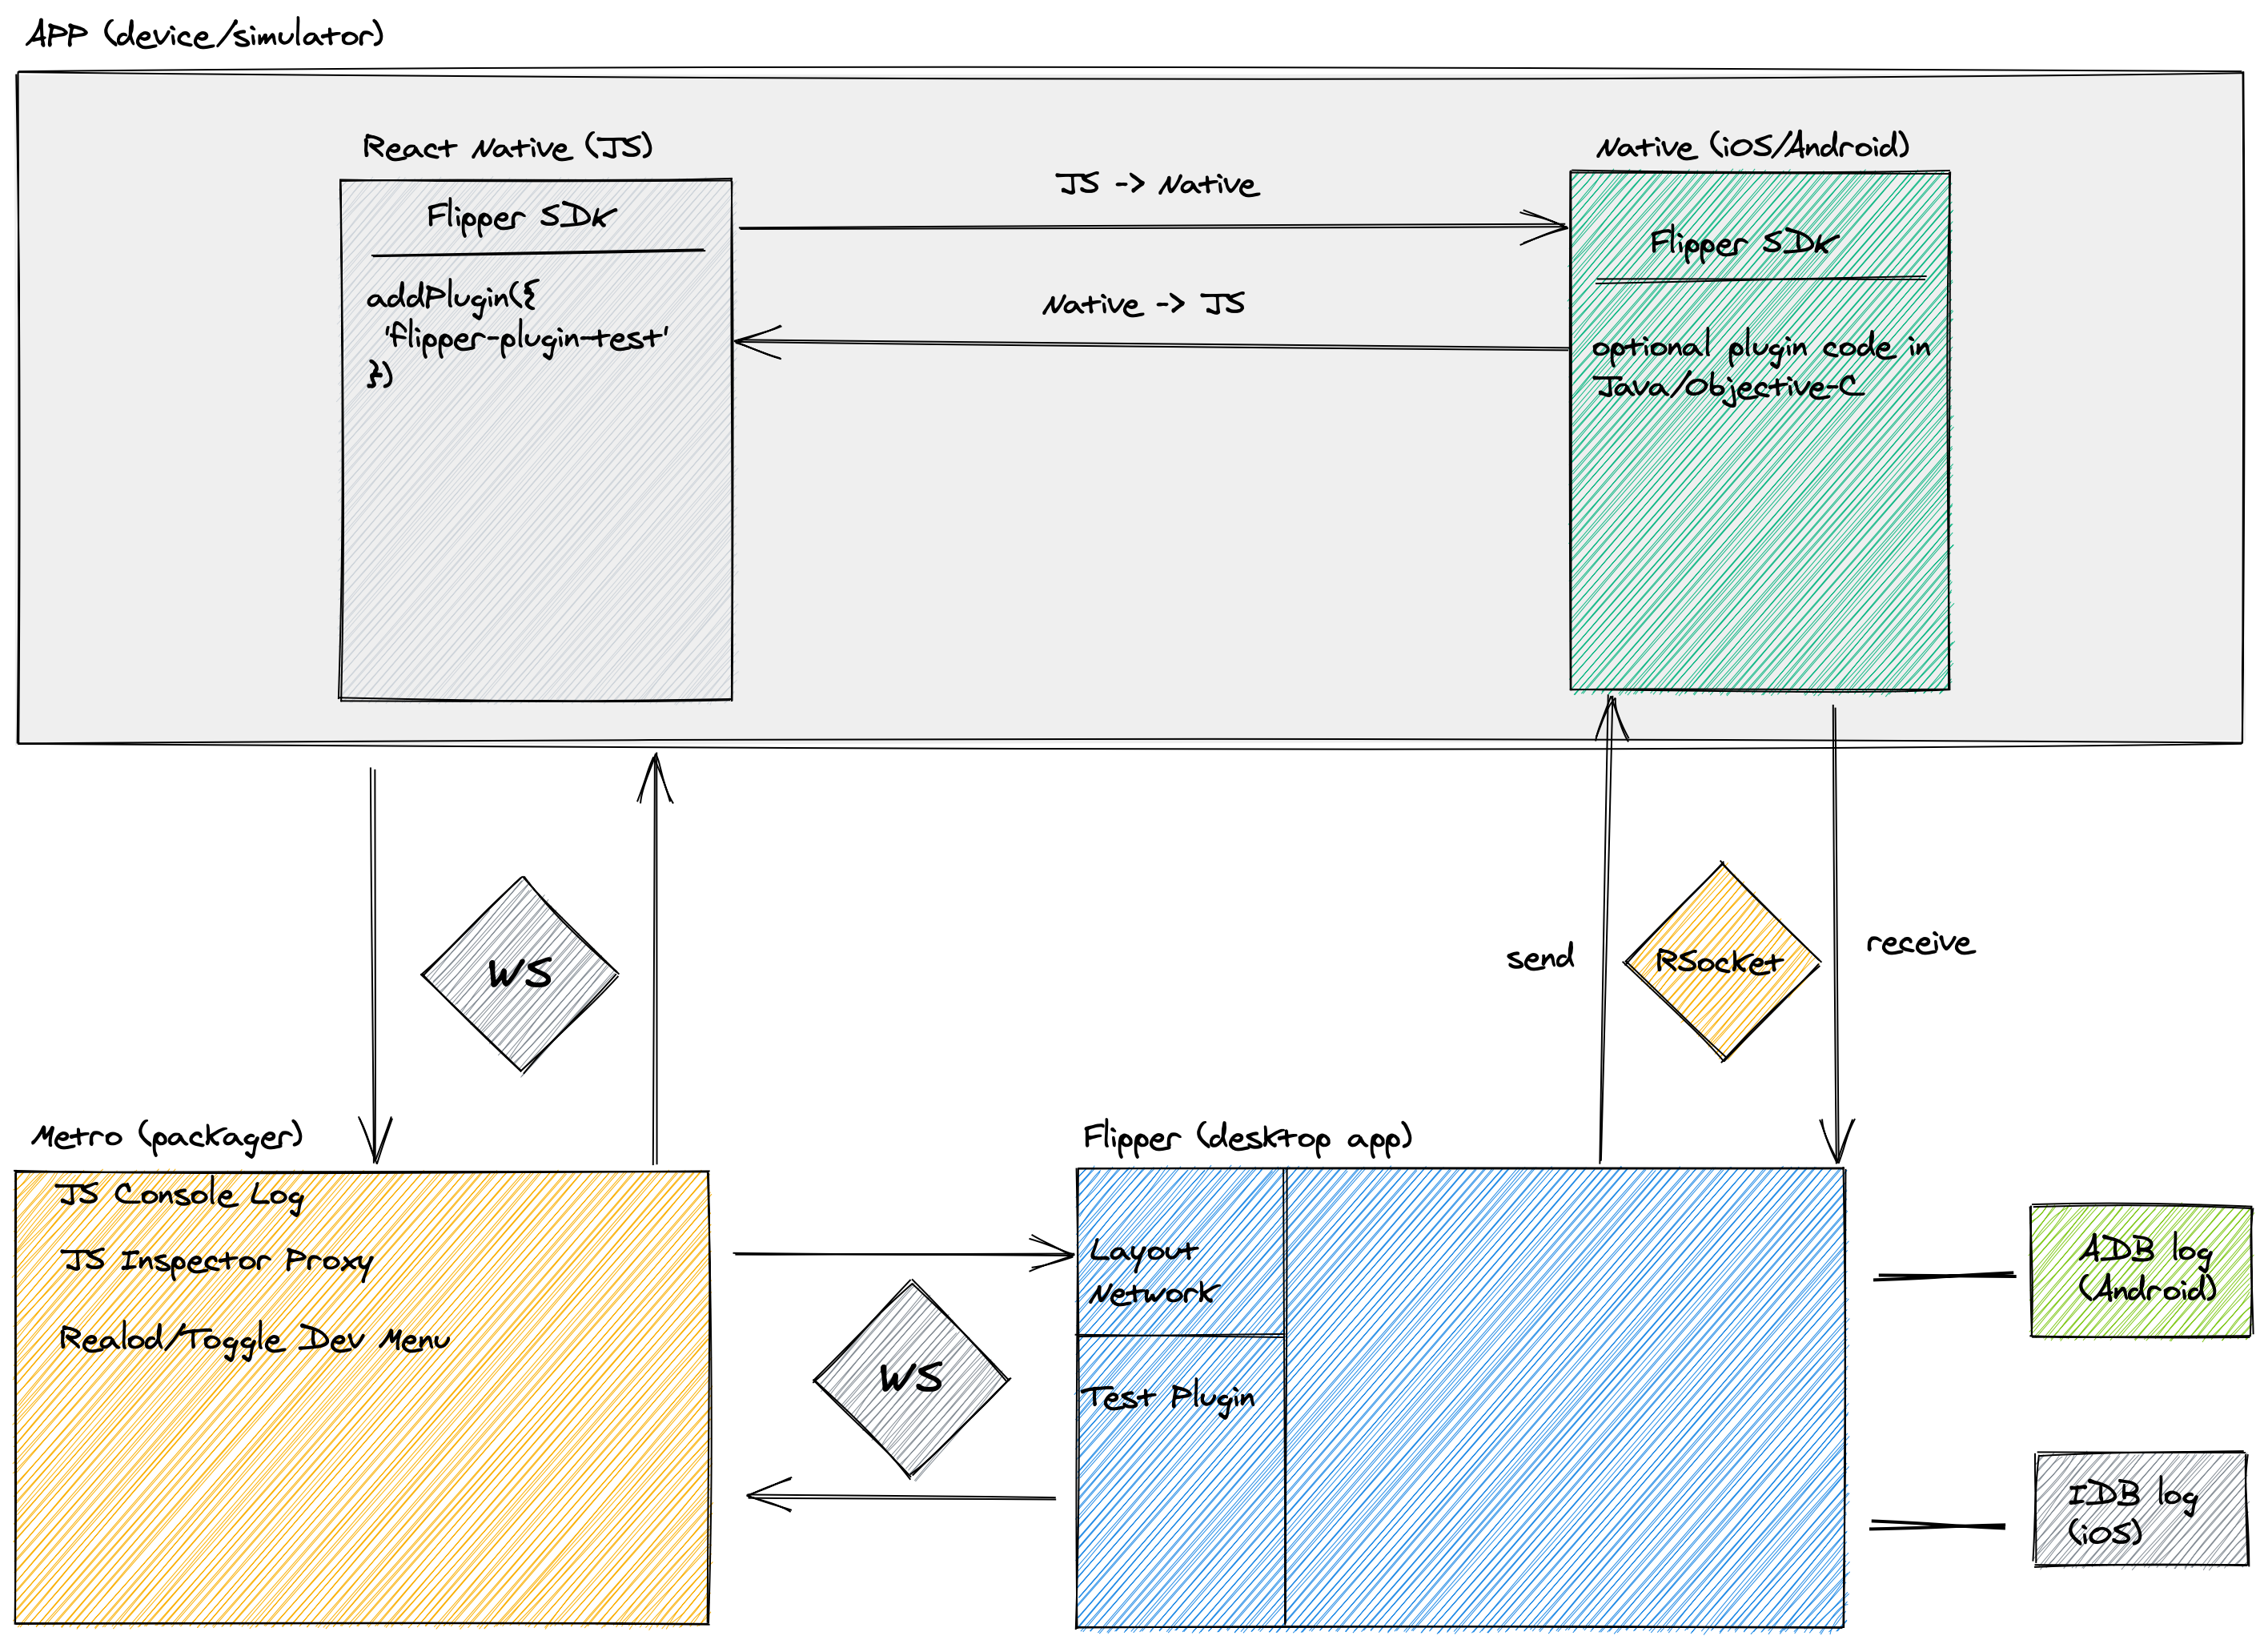 APP (device/simulator)
React Native (JS)
Flipper SDK
addPlugin({
'flipper-plugin-test'
})
JS -> Native
Native -> JS
Native (iOS/Android)
Flipper SDK
optional plugin code in
Java/Objective-C
WS
send
RSocket
receive
Metro (packager)
JS Console Log
JS Inspector Proxy
Realod/Toggle Dev Menu
WS
Flipper (desktop app)
Layout
Network
Test Plugin
ADB log
(Android)
IDB log
(iOS)